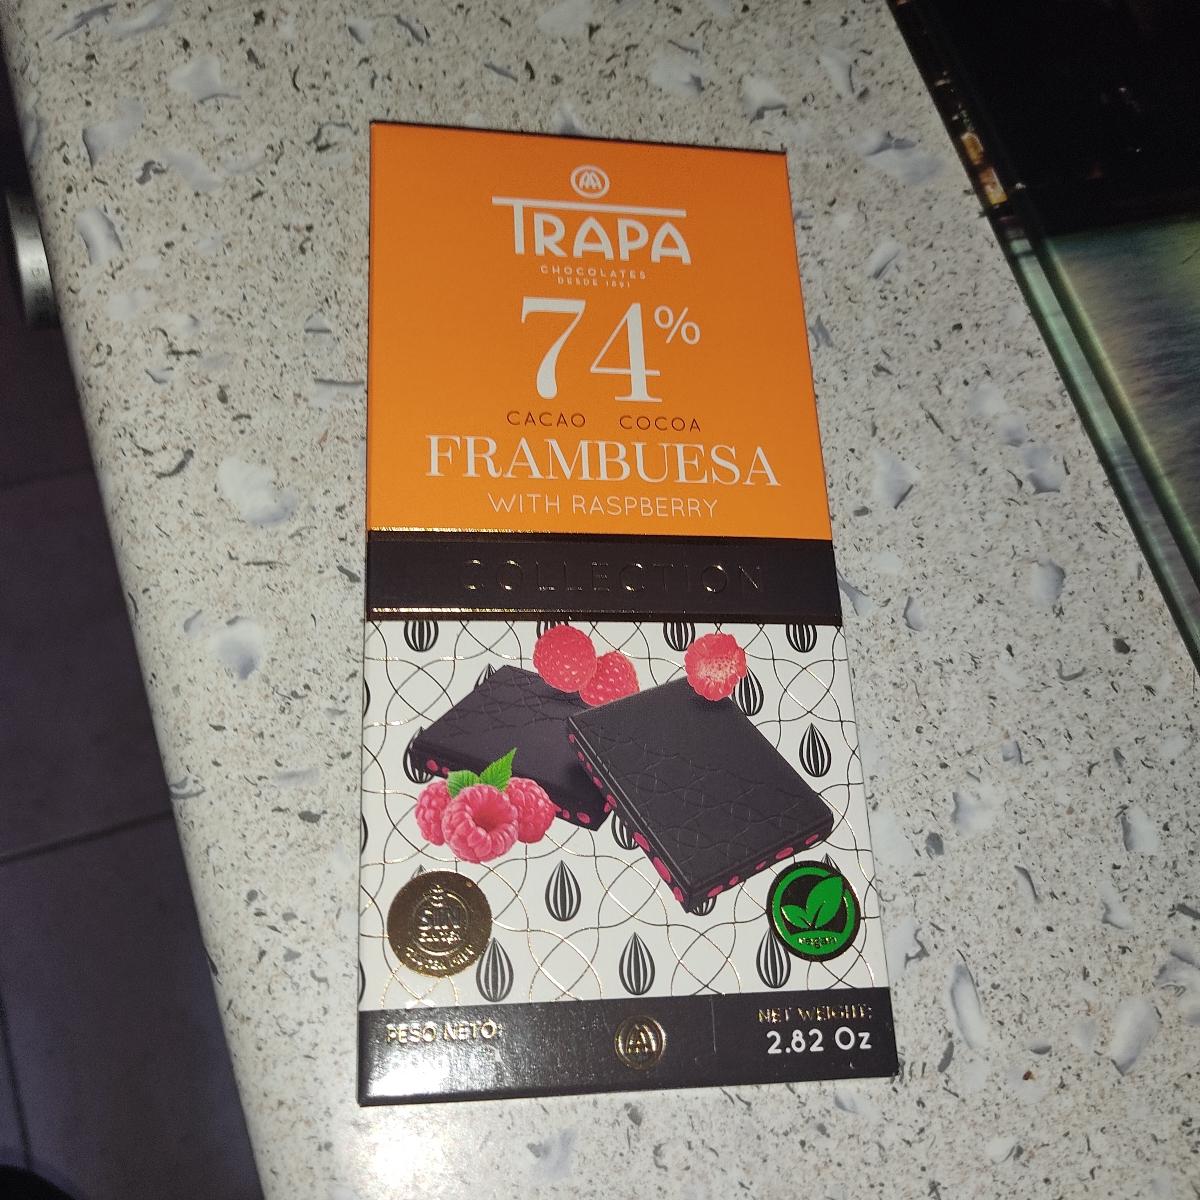 TRAPA
CHOCOLATES
DESDE 1891
74%
CACAO COCOA
FRAMBUESA
WITH RASPBERRY
COLLECTION
SIN
vegan
PESO NETO:
NET WEIGHT:
2.82 Oz